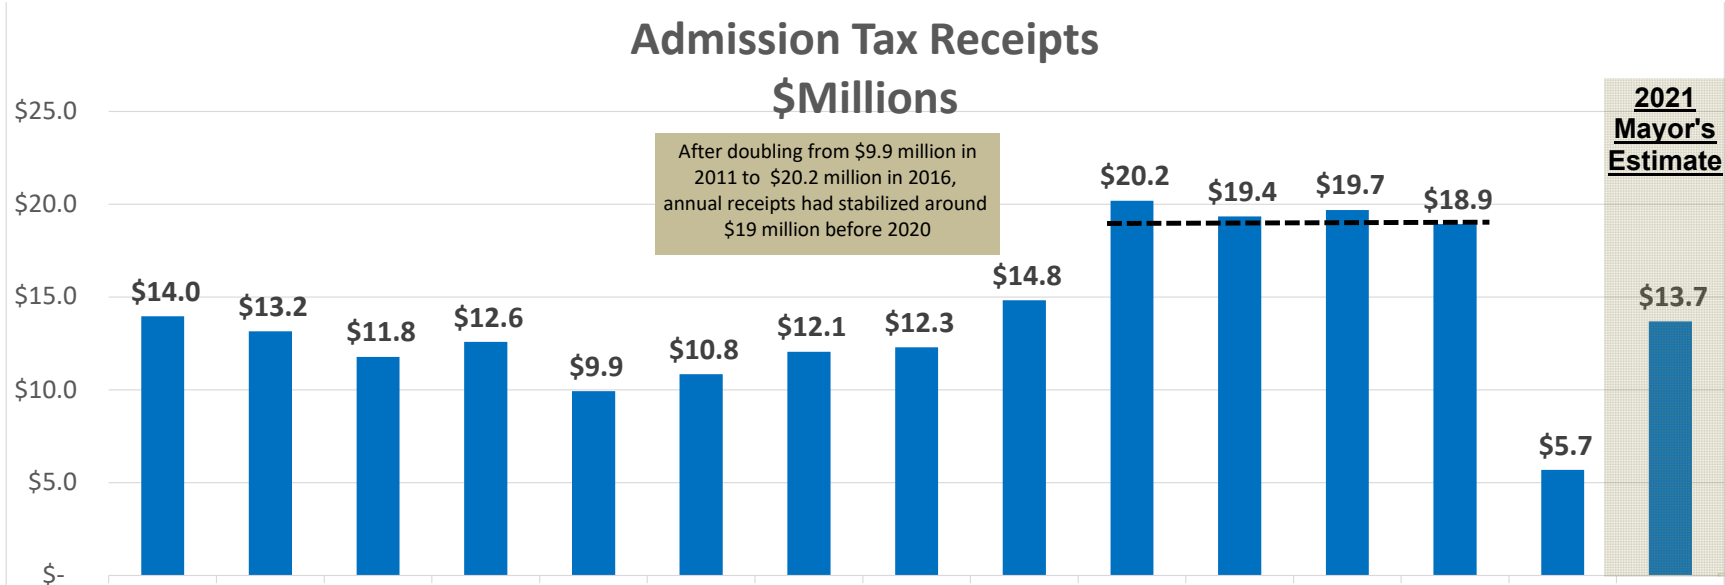 Admission Tax Receipts
$Millions
$25.0
$20.0
$15.0
$10.0
$5.0
$-
After doubling from $9.9 million in
2011 to $20.2 million in 2016,
annual receipts had stabilized around
$19 million before 2020
2021
Mayor's
Estimate
$14.0
$13.2
$11.8
$12.6
$9.9
$10.8
$12.1
$12.3
$14.8
$20.2
$19.4
$19.7
$18.9
$5.7
$13.7